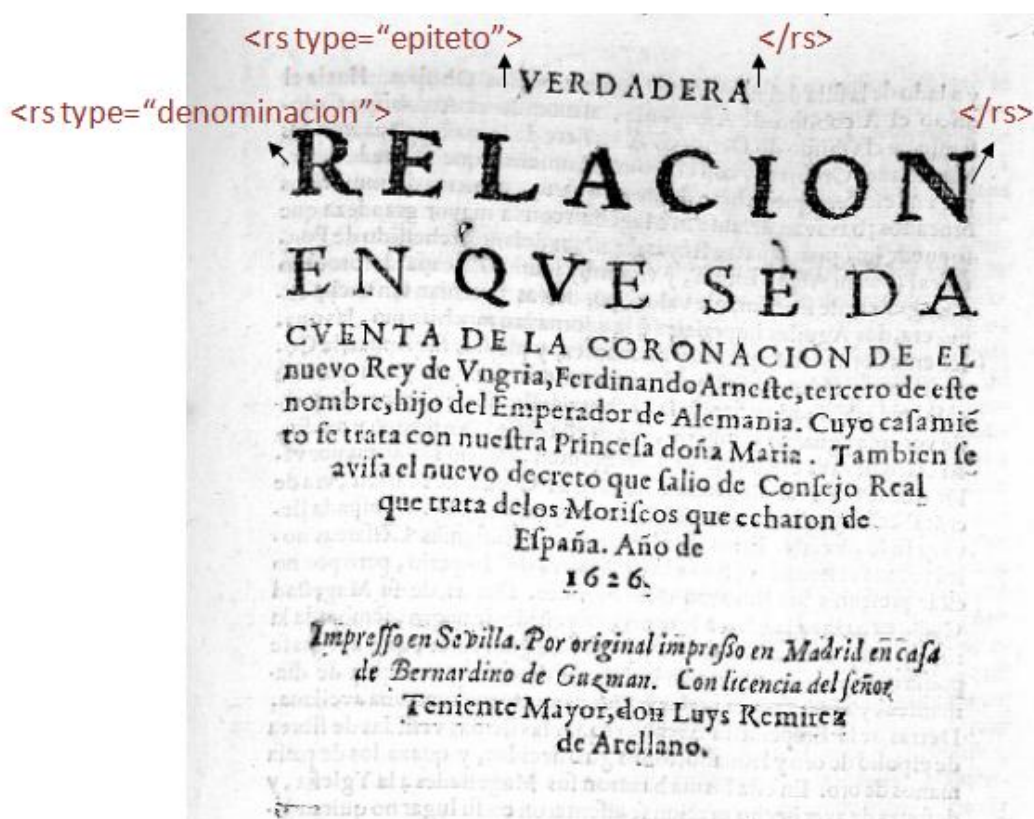 <rs type="epiteto"> </rs>
VERDADERA
<rs type="denominacion"> </rs>
RELACION
EN QVE SE DA
CVENTA DE LA CORONACION DE EL
nuevo Rey de Vngria, Ferdinando Arneſte, tercero de eſte
nombre, hijo del Emperador de Alemania. Cuyo caſamiẽ
to ſe trata con nueſtra Princeſa doña Maria. Tambien ſe
aviſa el nuevo decreto que ſalio de Conſejo Real
que trata delos Moriſcos que echaron de
Eſpaña. Año de
1626.
Impreſſo en Sevilla. Por original impreßo en Madrid en caſa
de Bernardino de Guzman. Con licencia del ſeñor
Teniente Mayor, don Luys Remirez
de Arellano.